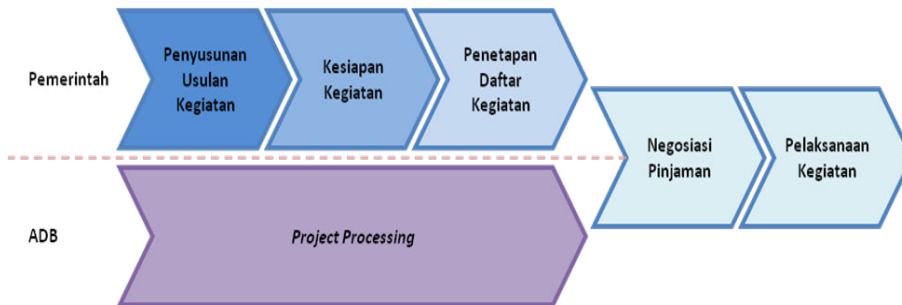 Pemerintah
Penyusunan
Usulan
Kegiatan
Kesiapan
Kegiatan
Penetapan
Daftar
Kegiatan
Negosiasi
Pinjaman
Pelaksanaan
Kegiatan
ADB
Project Processing